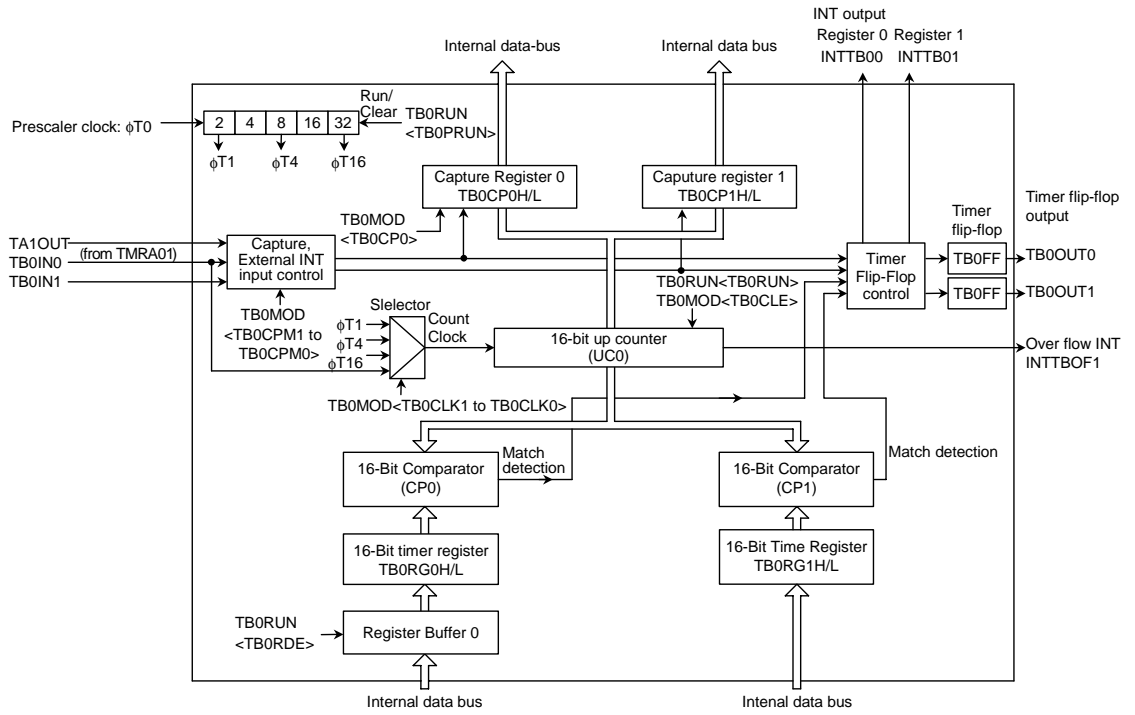 INT output
Register 0
INTTB00
Register 1
INTTB01
Internal data-bus
Internal data bus
Prescaler clock: ϕT0
2 4 8 16 32
Run/
Clear
TB0RUN
<TB0PRUN>
ϕT1
ϕT4
ϕT16
Capture Register 0
TB0CP0H/L
Caputure register 1
TB0CP1H/L
TB0MOD
<TB0CP0>
TA1OUT
TB0IN0
TB0IN1
(from TMRA01)
Capture,
External INT
input control
TB0MOD
<TB0CPM1 to
TB0CPM0>
Timer
Flip-Flop
control
Timer
flip-flop
TB0FF
TB0FF
Timer flip-flop
output
TB0OUT0
TB0OUT1
TB0RUN<TB0RUN>
TB0MOD<TB0CLE>
Slelector
ϕT1
ϕT4
ϕT16
Count
Clock
16-bit up counter
(UC0)
Over flow INT
INTTBOF1
TB0MOD<TB0CLK1 to TB0CLK0>
16-Bit Comparator
(CP0)
Match
detection
16-Bit Comparator
(CP1)
Match detection
16-Bit timer register
TB0RG0H/L
16-Bit Time Register
TB0RG1H/L
TB0RUN
<TB0RDE>
Register Buffer 0
Internal data bus
Intenal data bus